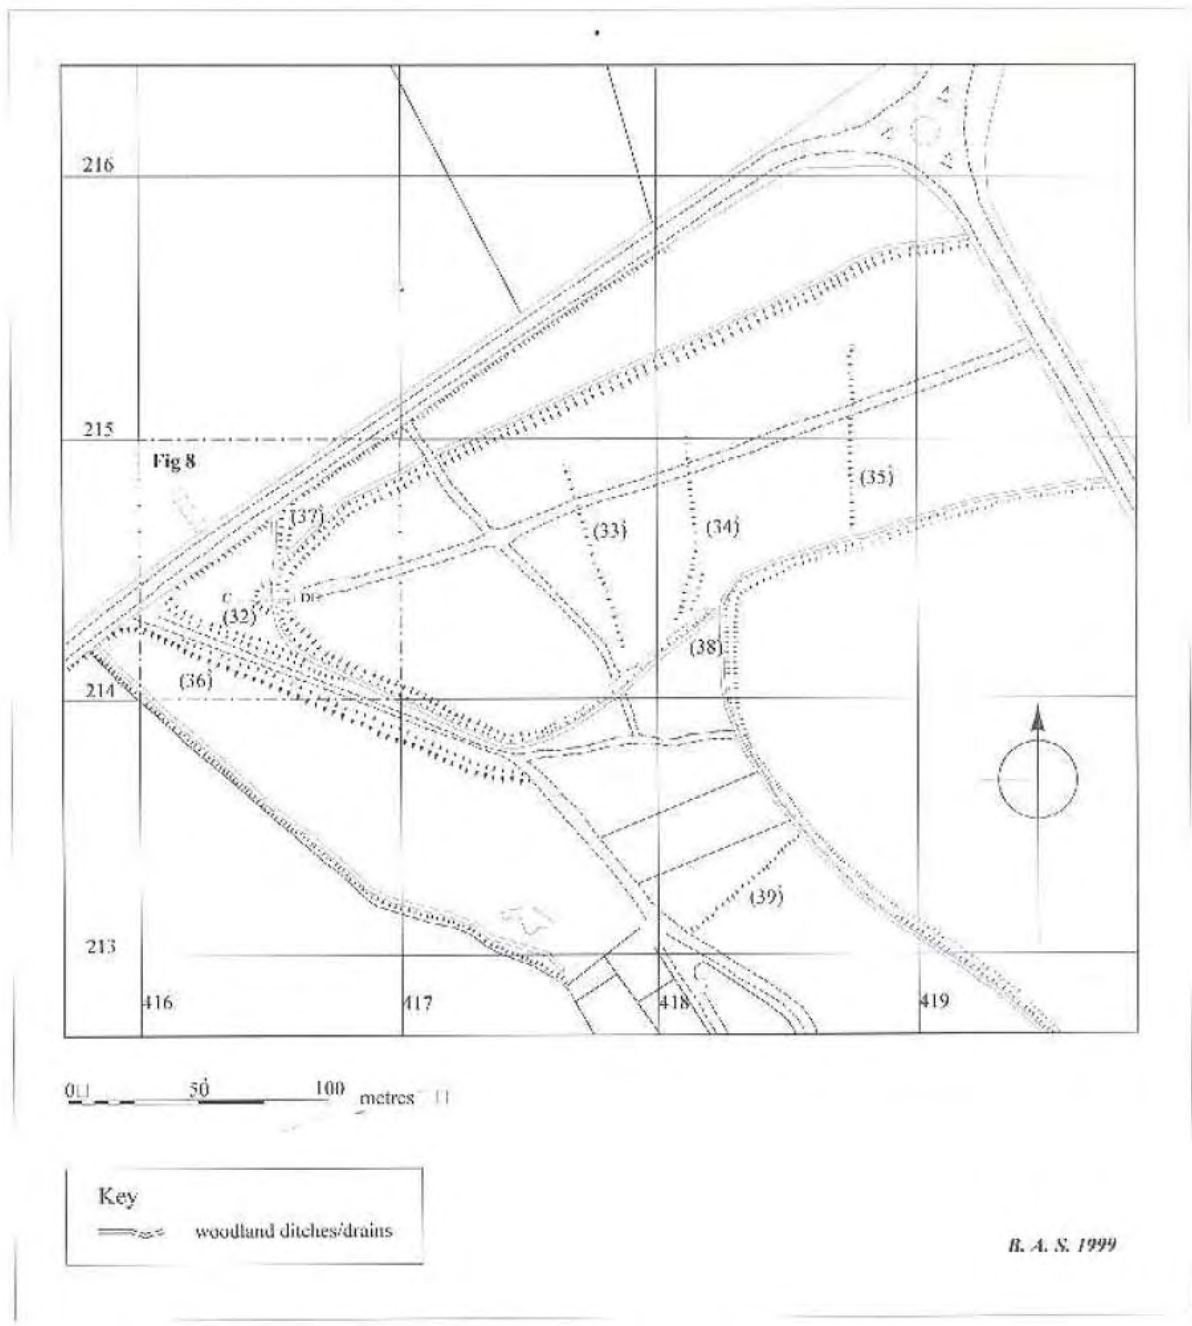 216
215
Fig 8
(37)
(33)
(34)
(35)
C
D
(32)
(38)
(36)
214
(39)
213
416
417
418
419
0 50 100 metres
Key
woodland ditches/drains
R. A. S. 1999